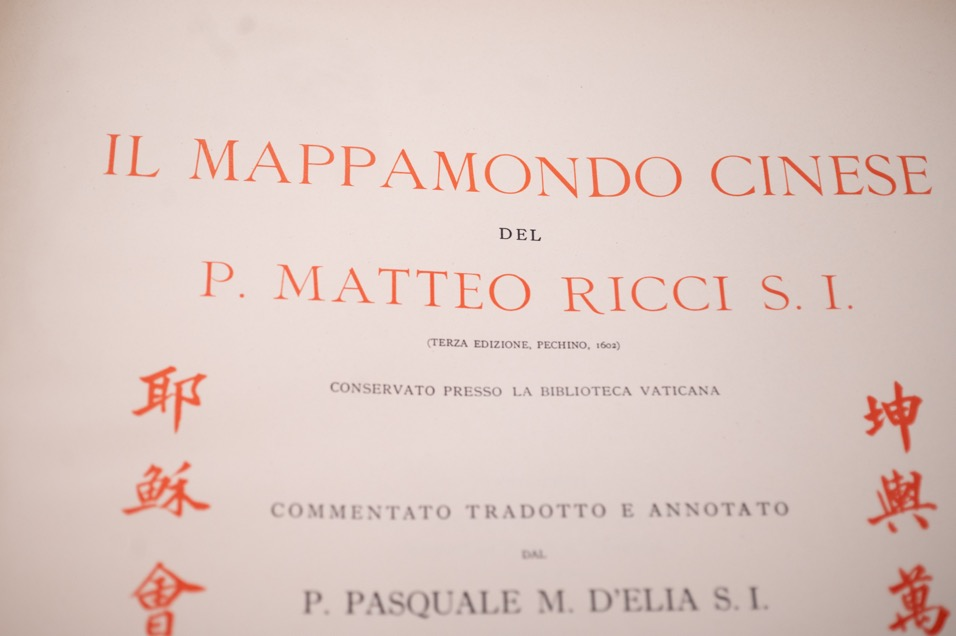 IL MAPPAMONDO CINESE
DEL
P. MATTEO RICCI S. I.
(TERZA EDIZIONE, PECHINO, 1602)
CONSERVATO PRESSO LA BIBLIOTECA VATICANA
COMMENTATO TRADOTTO E ANNOTATO
DAL
P. PASQUALE M. D'ELIA S. I.
坤輿萬
耶穌會